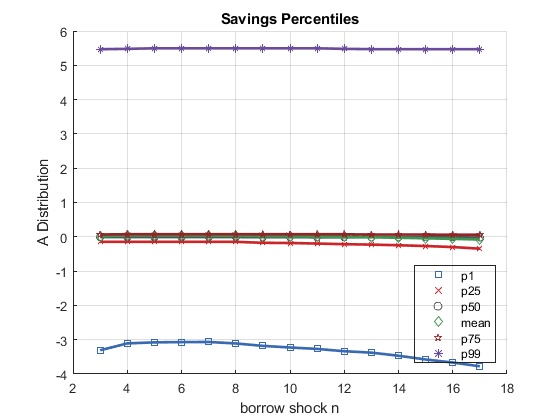 Savings Percentiles
6
5
4
3
2
1
0
-1
-2
-3
-4
A Distribution
2
4
6
8
10
12
14
16
18
borrow shock n
p1
p25
p50
mean
p75
p99